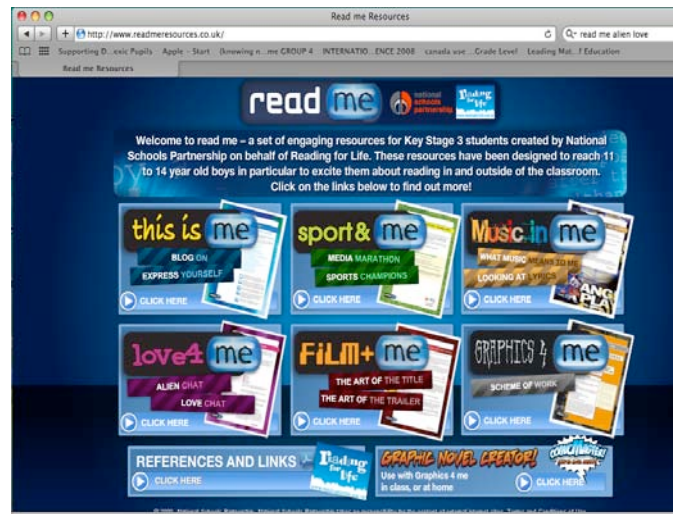 Read me Resources
http://www.readmeresources.co.uk/
read me alien love
Supporting D...exic Pupils Apple - Start (knowing n...me GROUP 4 INTERNATIO...ENCE 2008 canada use ...Grade Level Leading Mat...f Education
Read me Resources
read me national schools partnership Reading for life
Welcome to read me – a set of engaging resources for Key Stage 3 students created by National
Schools Partnership on behalf of Reading for Life. These resources have been designed to reach 11
to 14 year old boys in particular to excite them about reading in and outside of the classroom.
Click on the links below to find out more!
this is me
BLOG ON
EXPRESS YOURSELF
CLICK HERE
sport& me
MEDIA MARATHON
SPORTS CHAMPIONS
CLICK HERE
Music in me
WHAT MUSIC MEANS TO ME
LOOKING AT LYRICS
CLICK HERE
love4 me
ALIEN CHAT
LOVE CHAT
CLICK HERE
FiLM+ me
THE ART OF THE TITLE
THE ART OF THE TRAILER
CLICK HERE
GRAPHICS 4 me
SCHEME OF WORK
CLICK HERE
REFERENCES AND LINKS
CLICK HERE
Reading for life
GRAPHIC NOVEL CREATOR!
Use with Graphics 4 me
in class, or at home
CLICK HERE
COMIC MASTER!